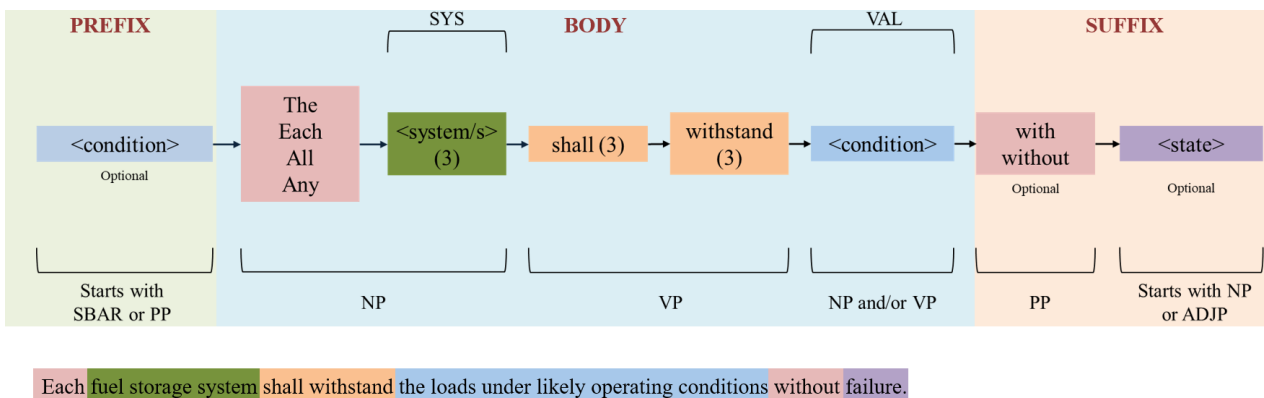 SYS
VAL
PREFIX
BODY
SUFFIX
<condition>
Optional
The
Each
All
Any
<system/s>
(3)
shall (3)
withstand
(3)
<condition>
with
without
Optional
<state>
Optional
Starts with
SBAR or PP
NP
VP
NP and/or VP
PP
Starts with NP
or ADJP
Each fuel storage system shall withstand the loads under likely operating conditions without failure.